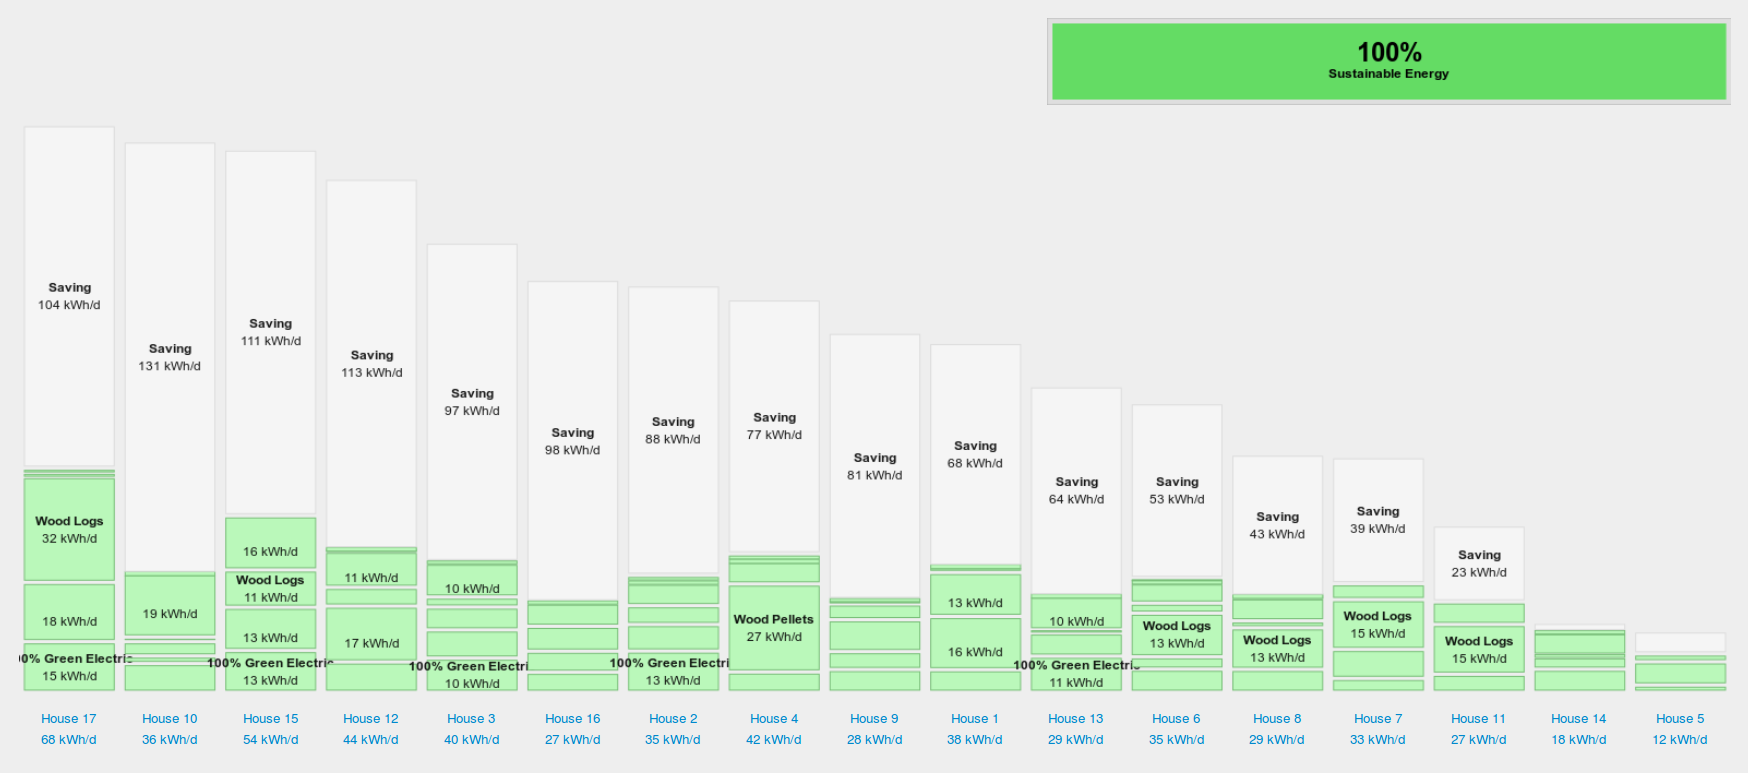 100%
Sustainable Energy
Saving
104 kWh/d
Wood Logs
32 kWh/d
18 kWh/d
00% Green Electric
15 kWh/d
Saving
131 kWh/d
19 kWh/d
Saving
111 kWh/d
16 kWh/d
Wood Logs
11 kWh/d
13 kWh/d
100% Green Electric
13 kWh/d
Saving
113 kWh/d
11 kWh/d
17 kWh/d
Saving
97 kWh/d
10 kWh/d
100% Green Electri
10 kWh/d
Saving
98 kWh/d
Saving
88 kWh/d
100% Green Electri
13 kWh/d
Saving
77 kWh/d
Wood Pellets
27 kWh/d
Saving
81 kWh/d
Saving
68 kWh/d
13 kWh/d
16 kWh/d
Saving
64 kWh/d
10 kWh/d
100% Green Electric
11 kWh/d
Saving
53 kWh/d
Wood Logs
13 kWh/d
Saving
43 kWh/d
Wood Logs
13 kWh/d
Saving
39 kWh/d
Wood Logs
15 kWh/d
Saving
23 kWh/d
Wood Logs
15 kWh/d
House 17 House 10 House 15 House 12 House 3 House 16 House 2 House 4 House 9 House 1 House 13 House 6 House 8 House 7 House 11 House 14 House 5
68 kWh/d 36 kWh/d 54 kWh/d 44 kWh/d 40 kWh/d 27 kWh/d 35 kWh/d 42 kWh/d 28 kWh/d 38 kWh/d 29 kWh/d 35 kWh/d 29 kWh/d 33 kWh/d 27 kWh/d 18 kWh/d 12 kWh/d